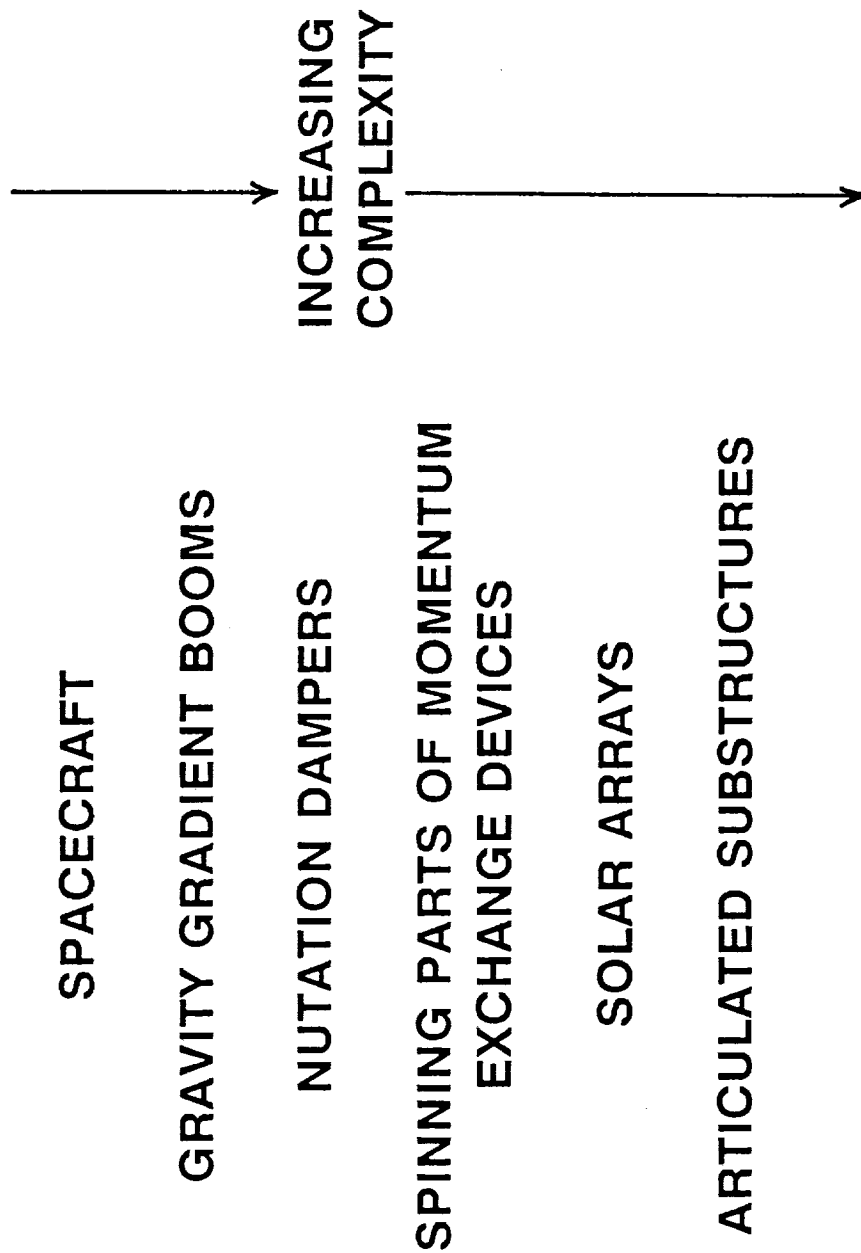 SPACECRAFT
GRAVITY GRADIENT BOOMS
NUTATION DAMPERS
SPINNING PARTS OF MOMENTUM
EXCHANGE DEVICES
SOLAR ARRAYS
ARTICULATED SUBSTRUCTURES
INCREASING
COMPLEXITY